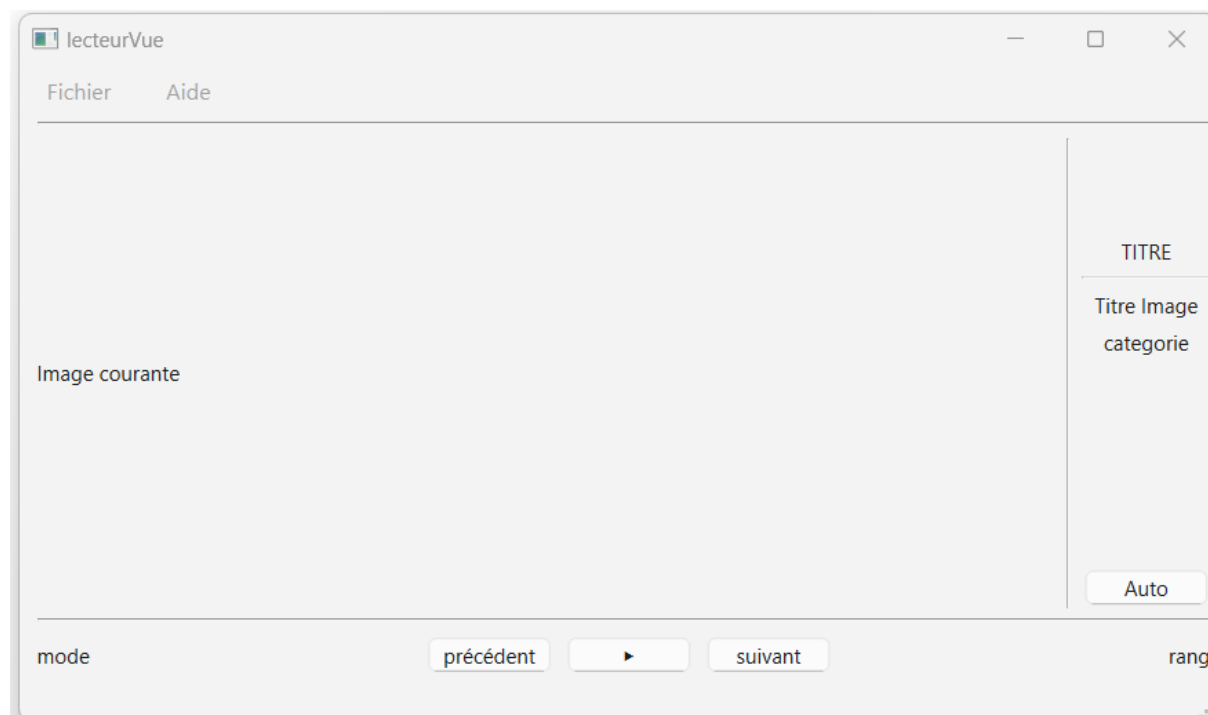 lecteurVue
Fichier Aide
TITRE
Titre Image
categorie
Image courante
Auto
mode précédent suivant rang